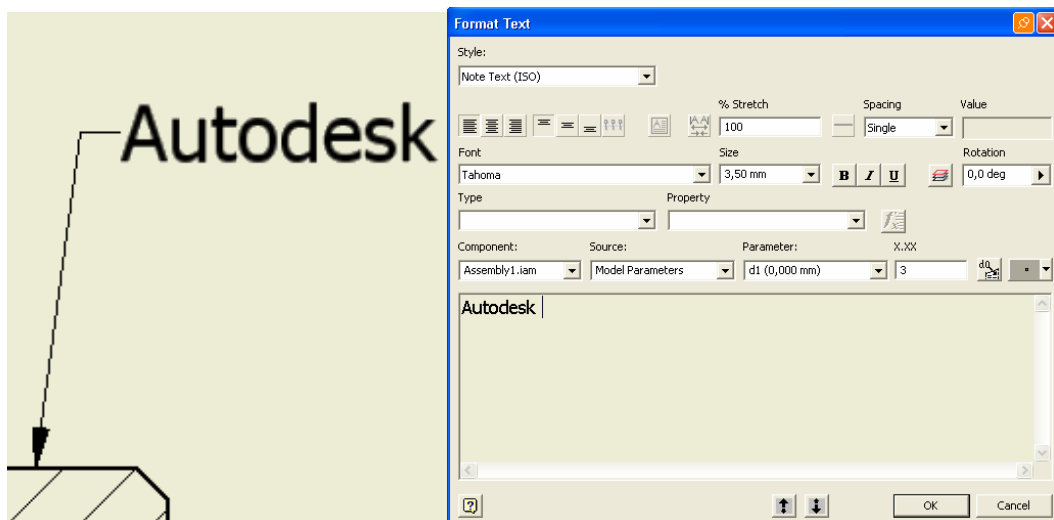 Autodesk
Format Text
Style:
Note Text (ISO)
% Stretch Spacing Value
100 Single
Font Size Rotation
Tahoma 3,50 mm B I U 0,0 deg
Type Property
Component: Source: Parameter: X.XX
Assembly1.iam Model Parameters d1 (0,000 mm) 3
Autodesk
OK Cancel